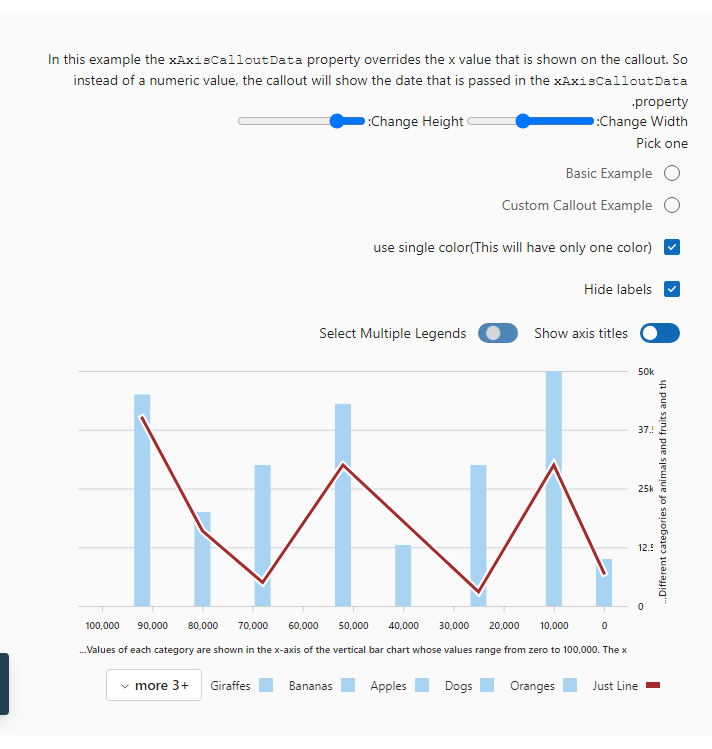 In this example the xAxisCalloutData property overrides the x value that is shown on the callout. So
instead of a numeric value, the callout will show the date that is passed in the xAxisCalloutData
.property
:Change Width
:Change Height
Pick one
Basic Example
Custom Callout Example
use single color(This will have only one color)
Hide labels
Show axis titles
Select Multiple Legends
50k
37.5
25k
12.5
0
...Different categories of animals and fruits and th
100,000 90,000 80,000 70,000 60,000 50,000 40,000 30,000 20,000 10,000 0
...Values of each category are shown in the x-axis of the vertical bar chart whose values range from zero to 100,000. The x
more 3+ Giraffes Bananas Apples Dogs Oranges Just Line